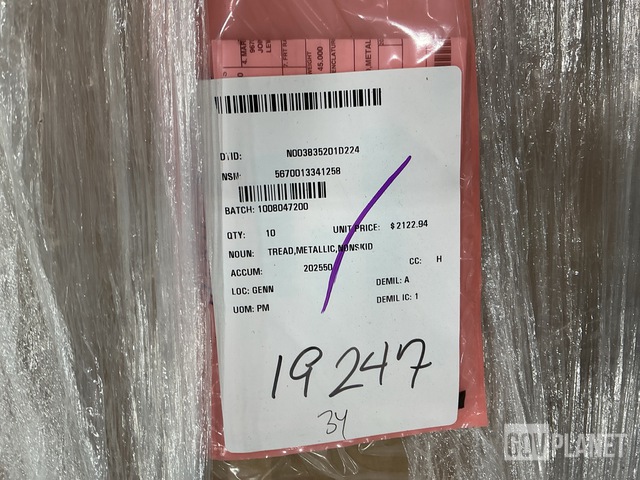 DTID: N003835201D224
NSN: 5670013341258
BATCH: 1008047200
QTY: 10 UNIT PRICE: $ 2122.94
NOUN: TREAD,METALLIC,NONSKID
ACCUM: 202550 CC: H
LOC: GENN DEMIL: A
UOM: PM DEMIL IC: 1
19247
34
GOVPLANET